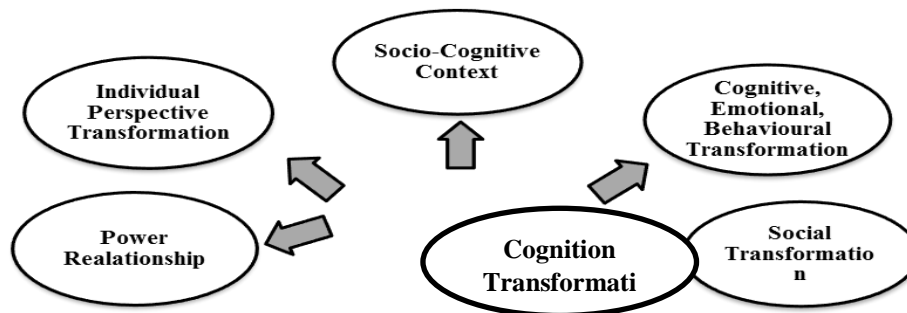 Socio-Cognitive
Context
Individual
Perspective
Transformation
Cognitive,
Emotional,
Behavioural
Transformation
Power
Realationship
Cognition
Transformati
Social
Transformatio
n